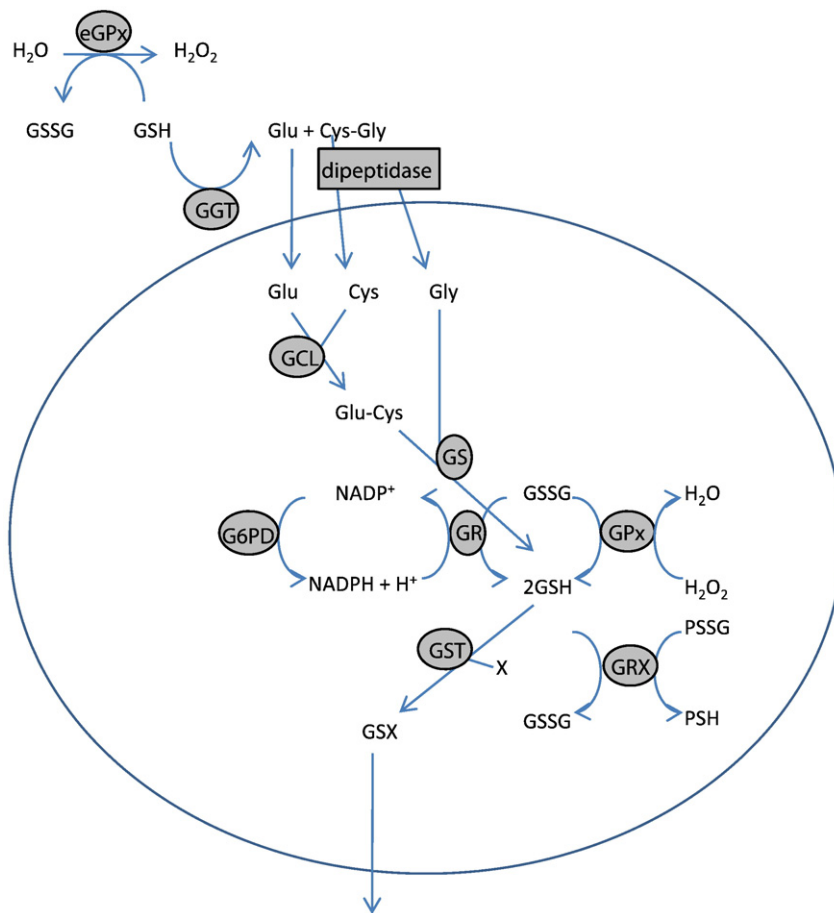 eGPx
H₂O H₂O₂
GSSG GSH Glu + Cys-Gly
dipeptidase
GGT
Glu Cys Gly
GCL
Glu-Cys
GS
NADP⁺ GSSG H₂O
G6PD GR GPx
NADPH + H⁺ 2GSH H₂O₂
PSSG
GST X GRX
GSX GSSG PSH